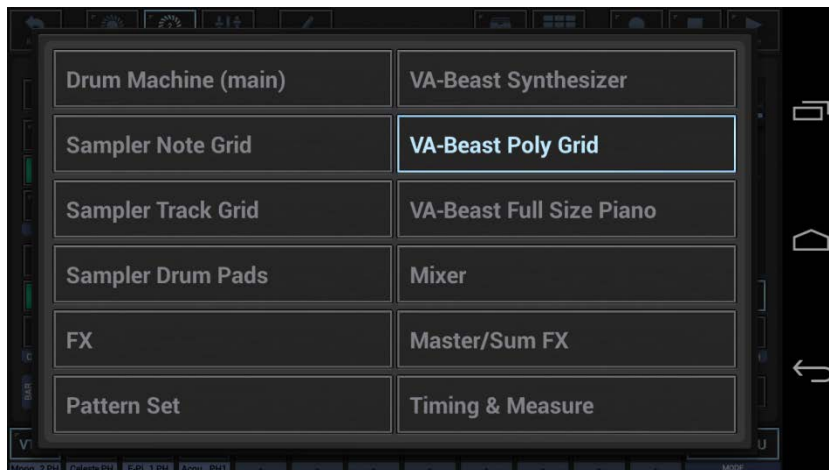 Drum Machine (main)
VA-Beast Synthesizer
Sampler Note Grid
VA-Beast Poly Grid
Sampler Track Grid
VA-Beast Full Size Piano
Sampler Drum Pads
Mixer
FX
Master/Sum FX
Pattern Set
Timing & Measure
BAR